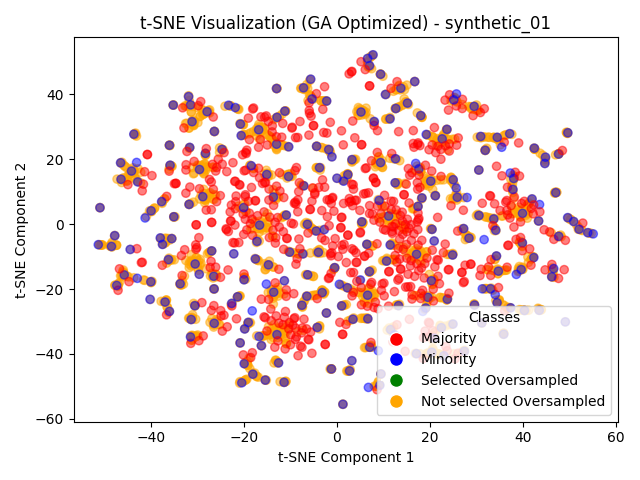 t-SNE Visualization (GA Optimized) - synthetic_01
t-SNE Component 2
40
20
0
−20
−40
−60
−40
−20
0
20
40
60
t-SNE Component 1
Classes
Majority
Minority
Selected Oversampled
Not selected Oversampled